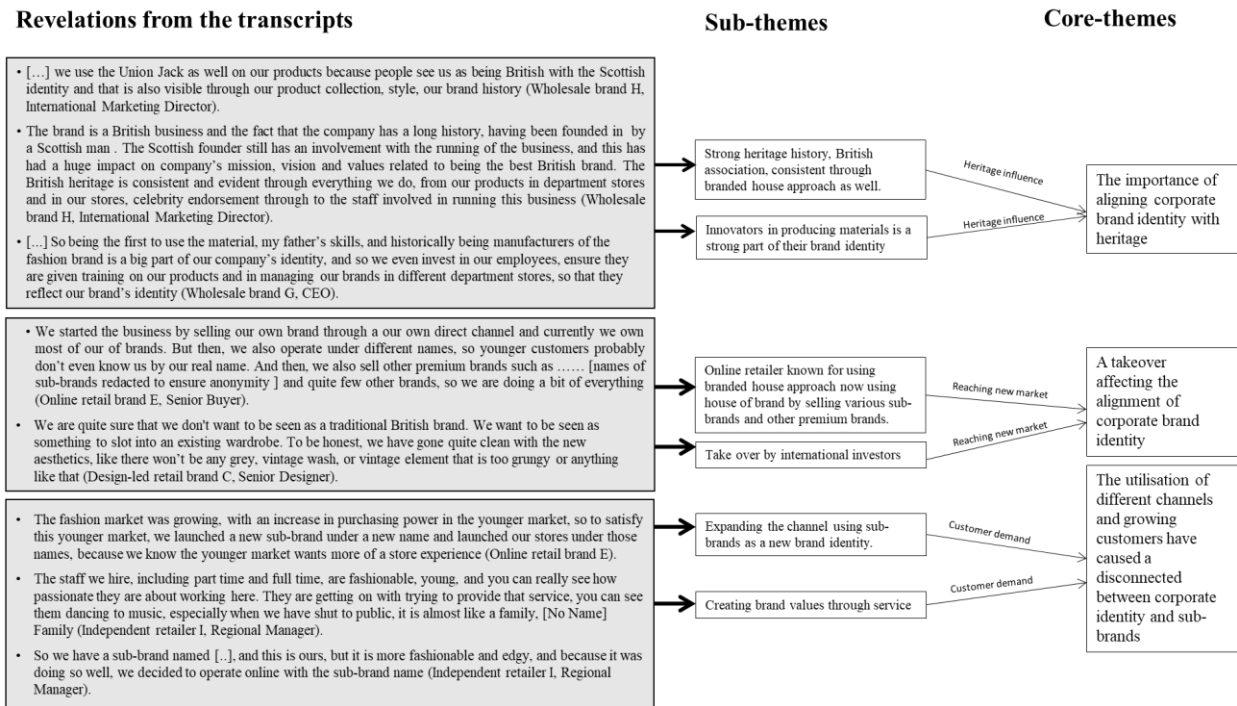 Revelations from the transcripts
Sub-themes
Core-themes
• […] we use the Union Jack as well on our products because people see us as being British with the Scottish
identity and that is also visible through our product collection, style, our brand history (Wholesale brand H,
International Marketing Director).
• The brand is a British business and the fact that the company has a long history, having been founded in by
a Scottish man . The Scottish founder still has an involvement with the running of the business, and this has
had a huge impact on company's mission, vision and values related to being the best British brand. The
British heritage is consistent and evident through everything we do, from our products in department stores
and in our stores, celebrity endorsement through to the staff involved in running this business (Wholesale
brand H, International Marketing Director).
• [...] So being the first to use the material, my father's skills, and historically being manufacturers of the
fashion brand is a big part of our company's identity, and so we even invest in our employees, ensure they
are given training on our products and in managing our brands in different department stores, so that they
reflect our brand's identity (Wholesale brand G, CEO).
Strong heritage history, British
association, consistent through
branded house approach as well.
Innovators in producing materials is a
strong part of their brand identity
Heritage influence
Heritage influence
The importance of
aligning corporate
brand identity with
heritage
• We started the business by selling our own brand through a our own direct channel and currently we own
most of our of brands. But then, we also operate under different names, so younger customers probably
don't even know us by our real name. And then, we also sell other premium brands such as …… [names of
sub-brands redacted to ensure anonymity ] and quite few other brands, so we are doing a bit of everything
(Online retail brand E, Senior Buyer).
• We are quite sure that we don't want to be seen as a traditional British brand. We want to be seen as
something to slot into an existing wardrobe. To be honest, we have gone quite clean with the new
aesthetics, like there won't be any grey, vintage wash, or vintage element that is too grungy or anything
like that (Design-led retail brand C, Senior Designer).
Online retailer known for using
branded house approach now using
house of brand by selling various sub-
brands and other premium brands.
Take over by international investors
Reaching new market
Reaching new market
A takeover
affecting the
alignment of
corporate brand
identity
• The fashion market was growing, with an increase in purchasing power in the younger market, so to satisfy
this younger market, we launched a new sub-brand under a new name and launched our stores under those
names, because we know the younger market wants more of a store experience (Online retail brand E).
• The staff we hire, including part time and full time, are fashionable, young, and you can really see how
passionate they are about working here. They are getting on with trying to provide that service, you can see
them dancing to music, especially when we have shut to public, it is almost like a family, [No Name]
Family (Independent retailer I, Regional Manager).
• So we have a sub-brand named [..], and this is ours, but it is more fashionable and edgy, and because it was
doing so well, we decided to operate online with the sub-brand name (Independent retailer I, Regional
Manager).
Expanding the channel using sub-
brands as a new brand identity.
Creating brand values through service
Customer demand
Customer demand
The utilisation of
different channels
and growing
customers have
caused a
disconnected
between corporate
identity and sub-
brands